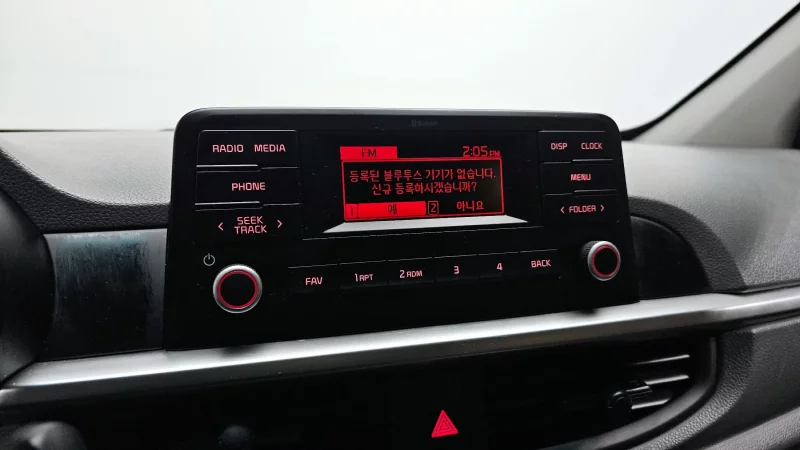 RADIO MEDIA
PHONE
< SEEK TRACK >
FM 2:05 PM
등록된 블루투스 기기가 없습니다.
신규 등록하시겠습니까?
1 예 2 아니요
DISP CLOCK
MENU
< FOLDER >
FAV 1 RPT 2 RDM 3 4 BACK